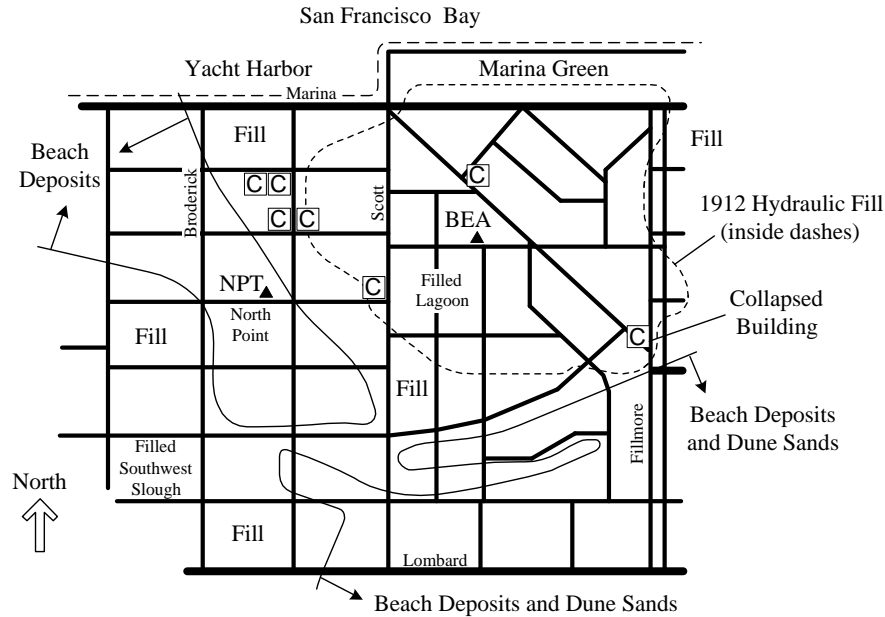 San Francisco Bay
Yacht Harbor
Marina Green
Marina
Fill
Fill
Beach
Deposits
Broderick
C
C
C
C
C
Scott
BEA
1912 Hydraulic Fill
(inside dashes)
NPT
C
Filled
Lagoon
North
Point
Collapsed
Building
Fill
C
Fill
Fillmore
Beach Deposits
and Dune Sands
Filled
Southwest
Slough
North
Fill
Lombard
Beach Deposits and Dune Sands